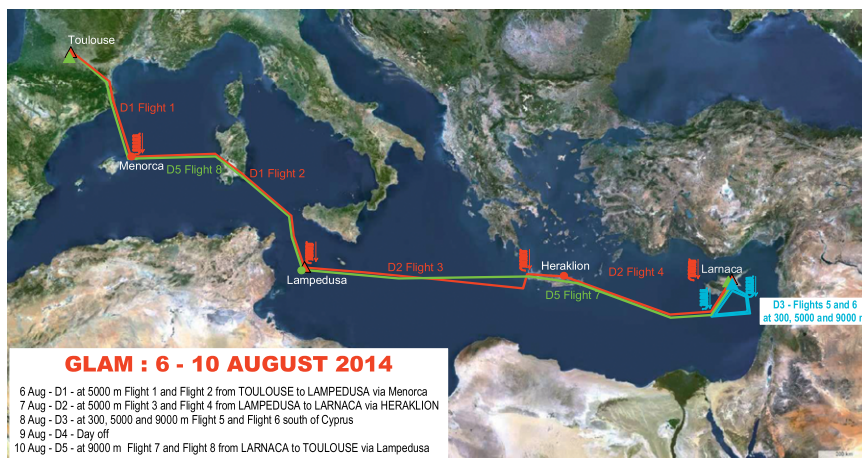 Toulouse
D1 Flight 1
Menorca
D5 Flight 8
D1 Flight 2
Lampedusa
D2 Flight 3
Heraklion
D2 Flight 4
D5 Flight 7
Larnaca
D3 - Flights 5 and 6
at 300, 5000 and 9000 m
GLAM : 6 - 10 AUGUST 2014
6 Aug - D1 - at 5000 m Flight 1 and Flight 2 from TOULOUSE to LAMPEDUSA via Menorca
7 Aug - D2 - at 5000 m Flight 3 and Flight 4 from LAMPEDUSA to LARNACA via HERAKLION
8 Aug - D3 - at 300, 5000 and 9000 m Flight 5 and Flight 6 south of Cyprus
9 Aug - D4 - Day off
10 Aug - D5 - at 9000 m Flight 7 and Flight 8 from LARNACA to TOULOUSE via Lampedusa